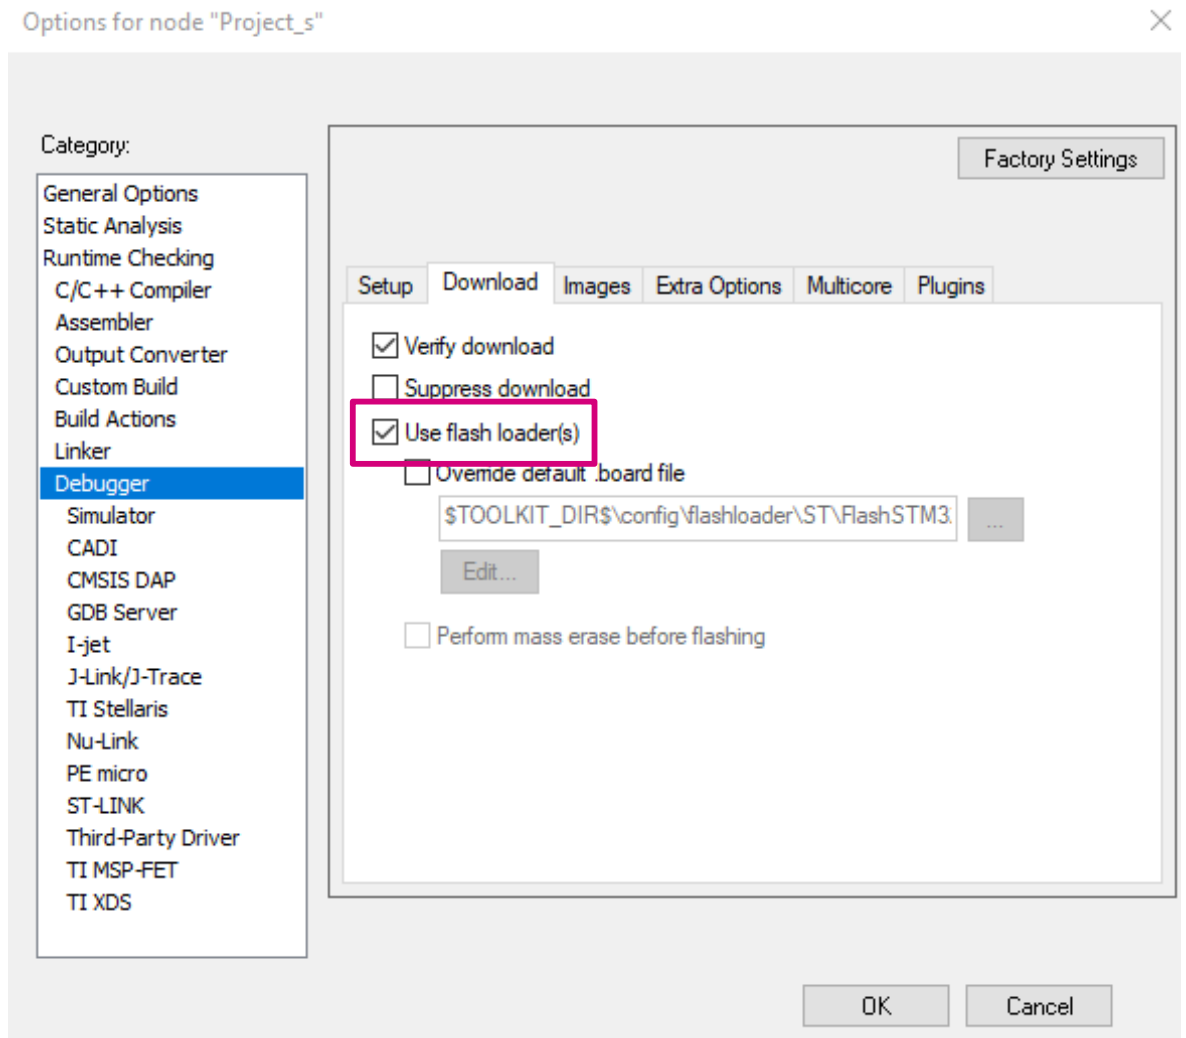 Options for node "Project_s"
Category:
Factory Settings
General Options
Static Analysis
Runtime Checking
C/C++ Compiler
Assembler
Output Converter
Custom Build
Build Actions
Linker
Debugger
Simulator
CADI
CMSIS DAP
GDB Server
I-jet
J-Link/J-Trace
TI Stellaris
Nu-Link
PE micro
ST-LINK
Third-Party Driver
TI MSP-FET
TI XDS
Setup Download Images Extra Options Multicore Plugins
Verify download
Suppress download
Use flash loader(s)
Override default .board file
$TOOLKIT_DIR$\config\flashloader\ST\FlashSTM3 ...
Edit...
Perform mass erase before flashing
OK Cancel